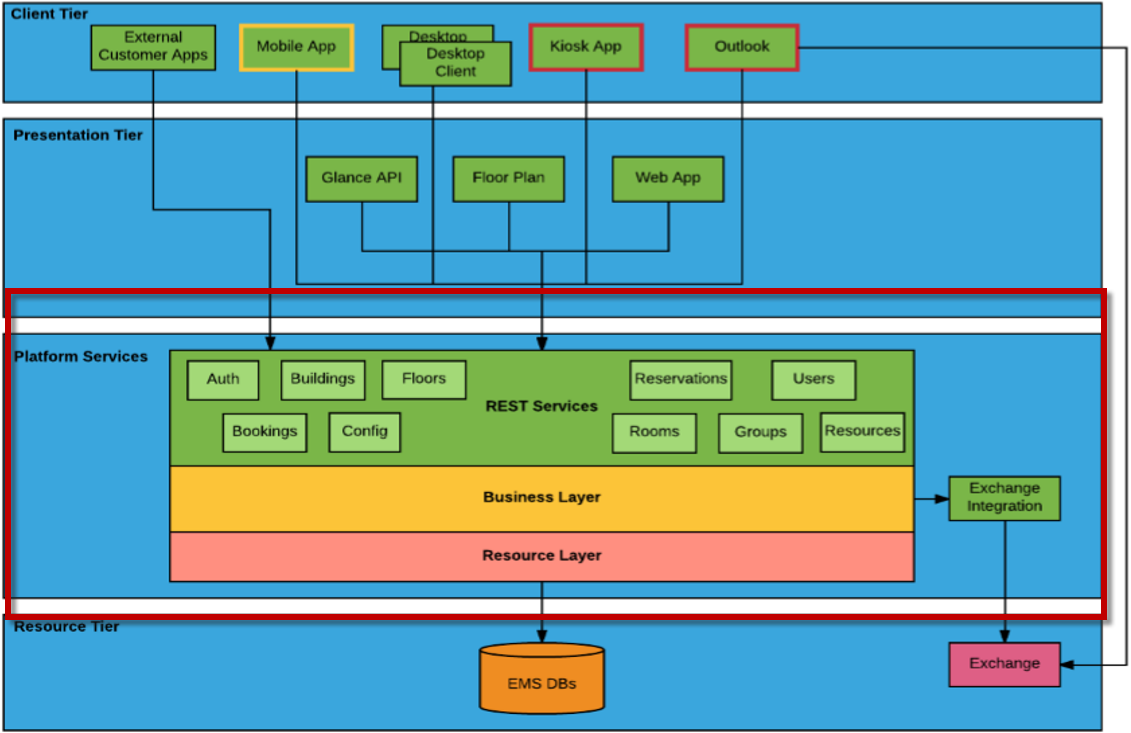 Client Tier
External
Customer Apps
Mobile App
Desktop
Desktop
Client
Kiosk App
Outlook
Presentation Tier
Glance API
Floor Plan
Web App
Platform Services
Auth
Buildings
Floors
Reservations
Users
REST Services
Bookings
Config
Rooms
Groups
Resources
Business Layer
Exchange
Integration
Resource Layer
Resource Tier
EMS DBs
Exchange